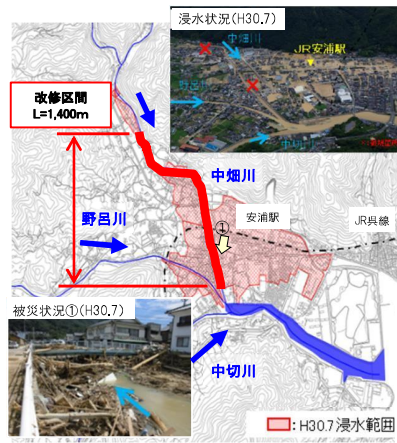 浸水状況(H30.7)
中畑川
JR安浦駅
野呂川
中切川
改修区間
L=1,400m
中畑川
野呂川
安浦駅
①
JR呉線
被災状況①(H30.7)
中切川
:H30.7浸水範囲